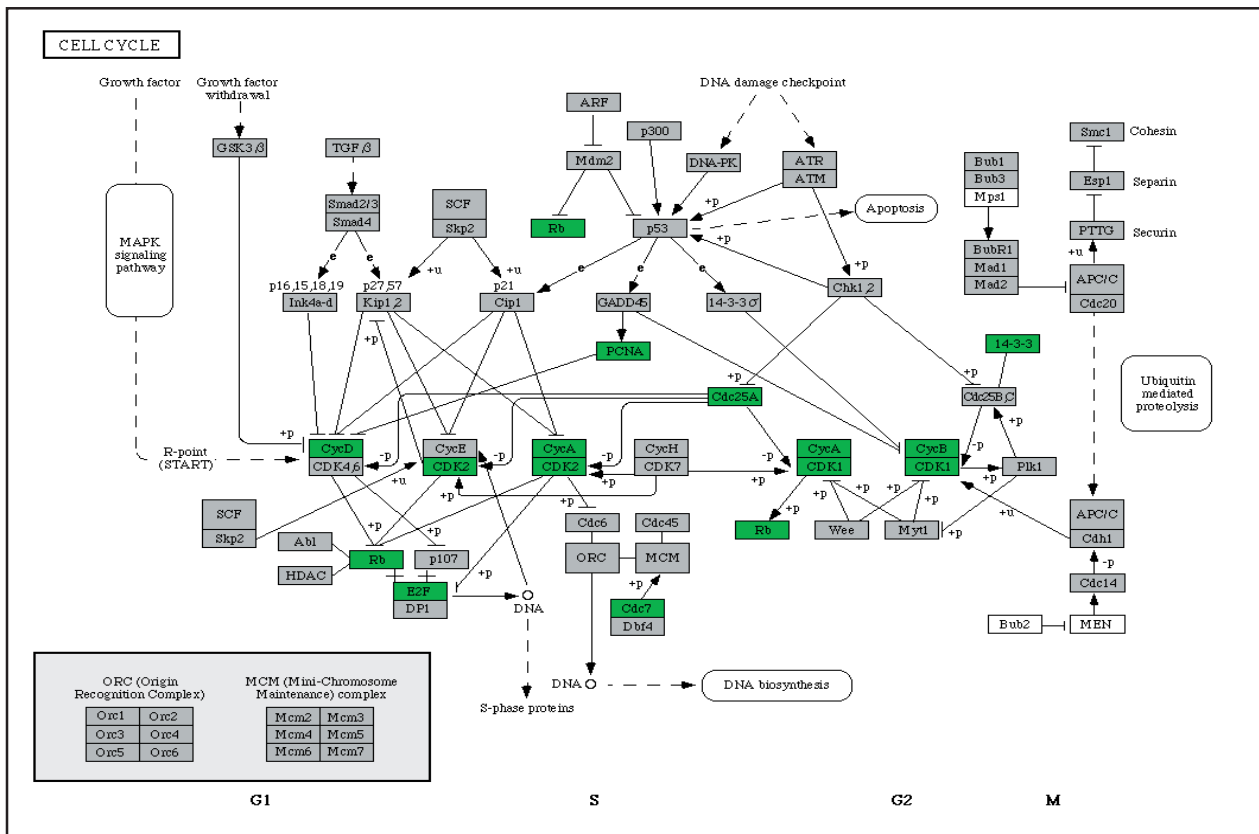 CELL CYCLE
Growth factor
Growth factor
withdrawal
DNA damage checkpoint
ARF
p300
Smc1
Cohesin
GSK3β
TGFβ
Mdm2
DNA-PK
ATR
ATM
Bub1
Bub3
Mps1
Esp1
Separin
MAPK
signaling
pathway
Smad2/3
Smad4
SCF
Skp2
Rb
p53
+p
Apoptosis
+p
PTTG
Securin
BubR1
Mad1
Mad2
+u
APC/C
Cdc20
e
e
+u
+u
e
e
e
+p
p16,15,18,19
Ink4a-d
p27,57
Kip1,2
p21
Cip1
GADD45
14-3-3σ
Chk1,2
+p
PCNA
14-3-3
+p
+p
Cdc25A
Cdc25B,C
Ubiquitin
mediated
proteolysis
R-point
(START)
+p
CycD
CDK4,6
-p
CycE
CDK2
-p
CycA
CDK2
-p
+p
CycH
CDK7
-p
+p
CycA
CDK1
CycB
CDK1
-p
+p
+p
Plk1
+u
+p
SCF
Skp2
+p
+p
Cdc6
Cdc45
+p
Rb
+p
Wee
+p
+p
Myt1
+p
+u
APC/C
Cdh1
Abl
HDAC
Rb
p107
ORC
MCM
-p
+p
+p
Cdc14
E2F
DP1
DNA
Cdc7
Dbf4
Bub2
MEN
DNA
DNA biosynthesis
S-phase proteins
ORC (Origin
Recognition Complex)
MCM (Mini-Chromosome
Maintenance) complex
Orc1 Orc2
Orc3 Orc4
Orc5 Orc6
Mcm2 Mcm3
Mcm4 Mcm5
Mcm6 Mcm7
G1 S G2 M